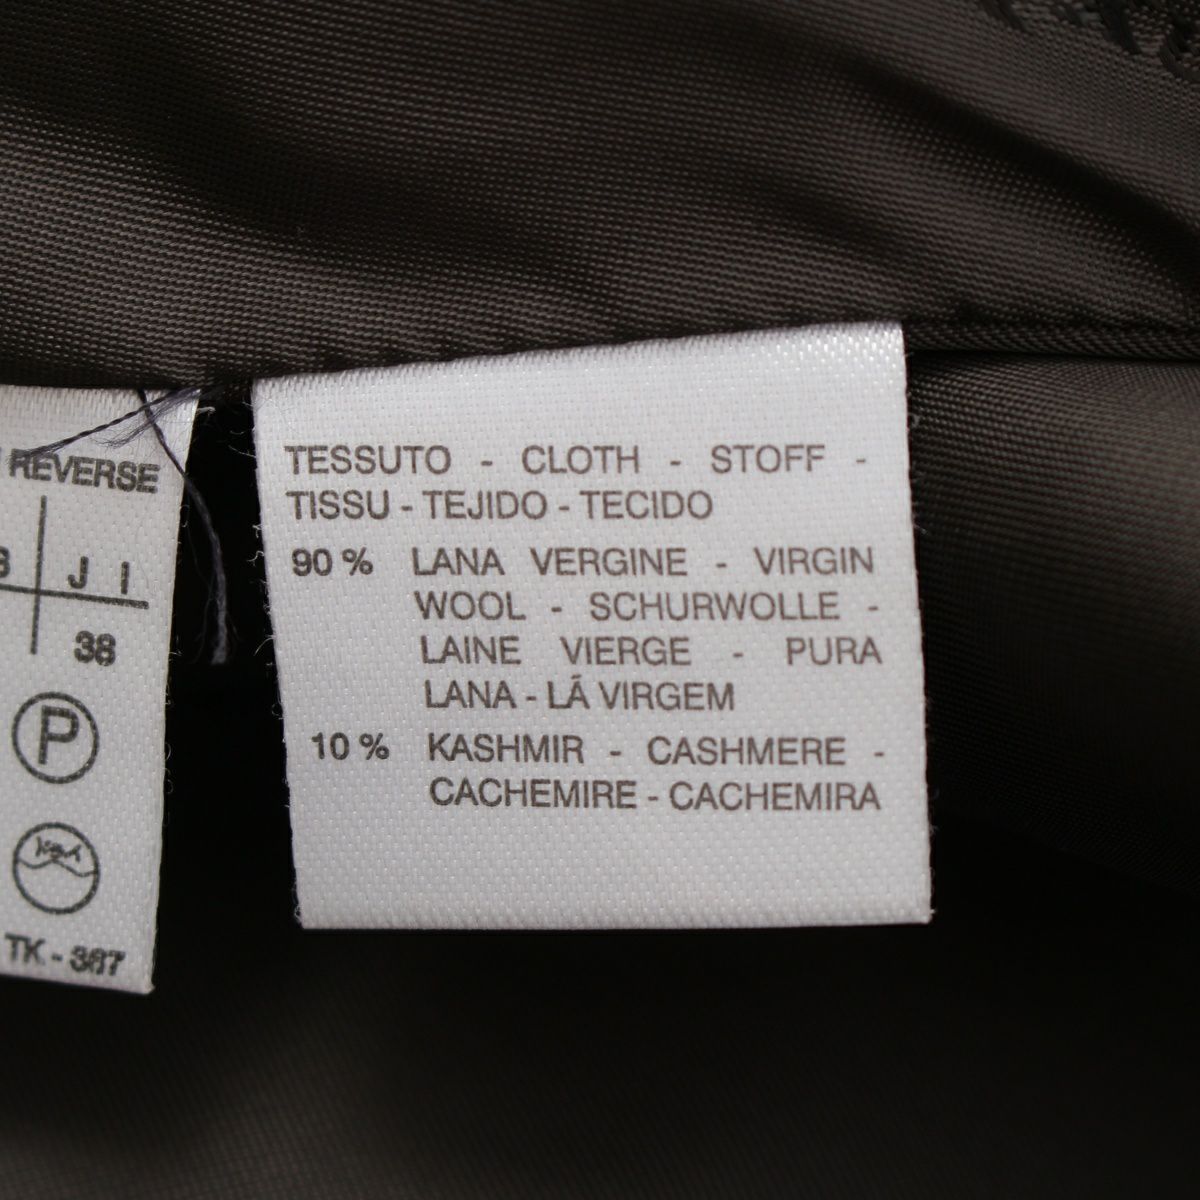 REVERSE
J I
38
P
TK - 387
TESSUTO - CLOTH - STOFF -
TISSU - TEJIDO - TECIDO
90 % LANA VERGINE - VIRGIN
WOOL - SCHURWOLLE -
LAINE VIERGE - PURA
LANA - LÃ VIRGEM
10 % KASHMIR - CASHMERE -
CACHEMIRE - CACHEMIRA